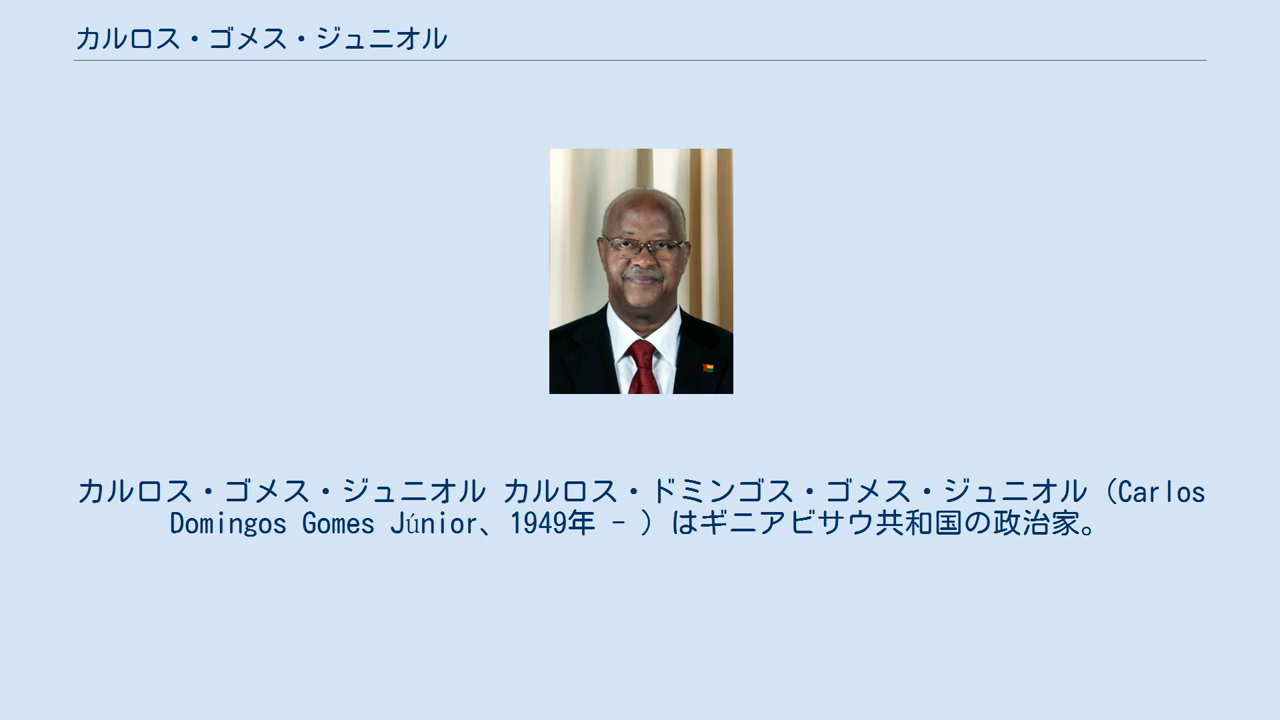 カルロス・ゴメス・ジュニオル
カルロス・ゴメス・ジュニオル カルロス・ドミンゴス・ゴメス・ジュニオル（Carlos
Domingos Gomes Júnior、1949年 - ）はギニアビサウ共和国の政治家。